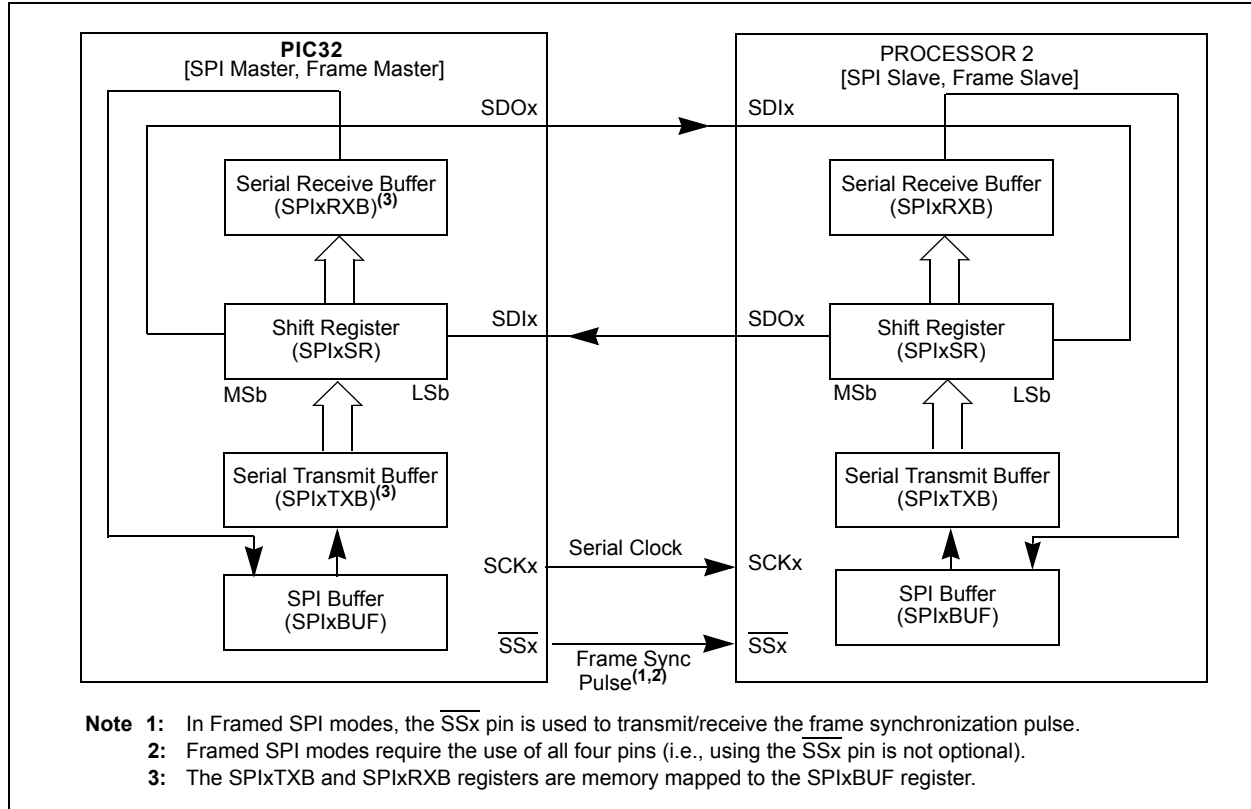 PIC32
[SPI Master, Frame Master]
SDOx
Serial Receive Buffer
(SPIxRXB)(3)
Shift Register
(SPIxSR)
SDIx
MSb
LSb
Serial Transmit Buffer
(SPIxTXB)(3)
SPI Buffer
(SPIxBUF)
SCKx
SSx
Serial Clock
Frame Sync
Pulse(1,2)
PROCESSOR 2
[SPI Slave, Frame Slave]
SDIx
Serial Receive Buffer
(SPIxRXB)
SDOx
Shift Register
(SPIxSR)
MSb
LSb
Serial Transmit Buffer
(SPIxTXB)
SCKx
SPI Buffer
(SPIxBUF)
SSx
Note 1: In Framed SPI modes, the SSx pin is used to transmit/receive the frame synchronization pulse.
2: Framed SPI modes require the use of all four pins (i.e., using the SSx pin is not optional).
3: The SPIxTXB and SPIxRXB registers are memory mapped to the SPIxBUF register.